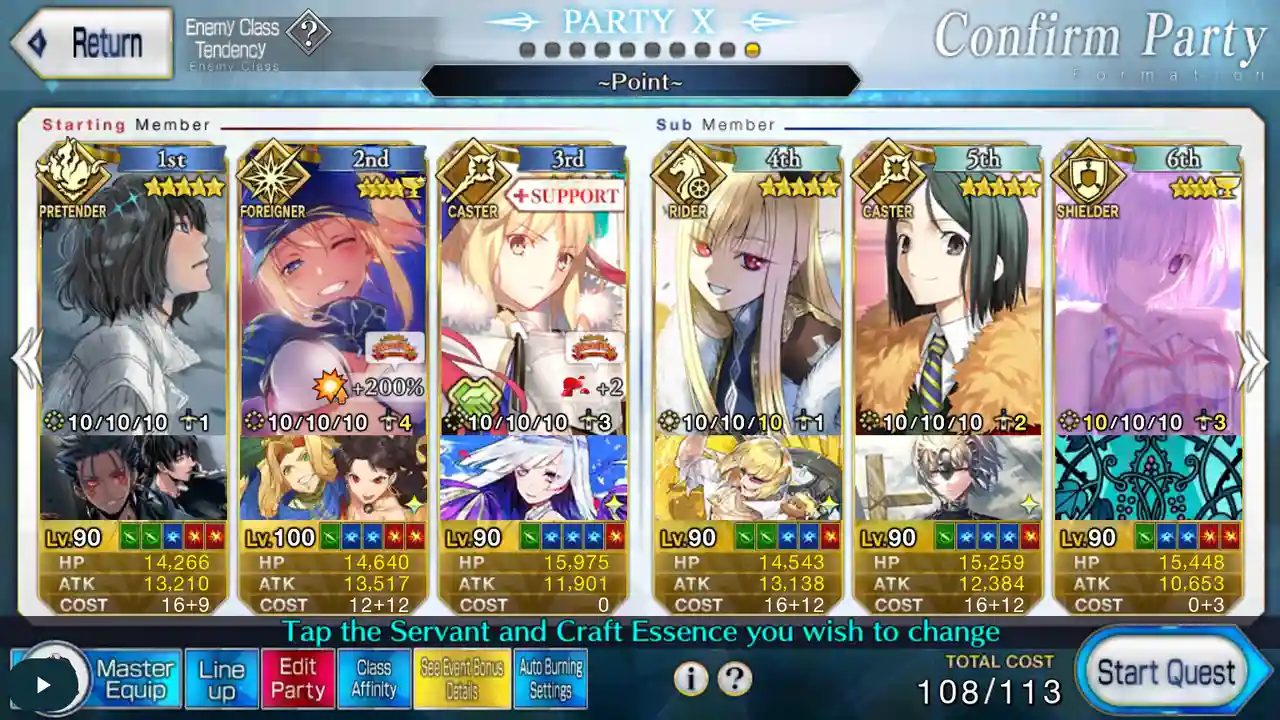 Return
Enemy Class
Tendency
Enemy Class
?
PARTY X
~Point~
Confirm Party
Formation
Starting Member
Sub Member
1st
PRETENDER
10/10/10 1
Lv.90
HP 14,266
ATK 13,210
COST 16+9
2nd
FOREIGNER
+200%
10/10/10 4
Lv.100
HP 14,640
ATK 13,517
COST 12+12
3rd
+SUPPORT
CASTER
+2
10/10/10 3
Lv.90
HP 15,975
ATK 11,901
COST 0
4th
RIDER
10/10/10 1
Lv.90
HP 14,543
ATK 13,138
COST 16+12
5th
CASTER
10/10/10 2
Lv.90
HP 15,259
ATK 12,384
COST 16+12
6th
SHIELDER
10/10/10 3
Lv.90
HP 15,448
ATK 10,653
COST 0+3
Tap the Servant and Craft Essence you wish to change
Master
Equip
Line
up
Edit
Party
Class
Affinity
See Event Bonus
Details
Auto Burning
Settings
i
?
TOTAL COST
108/113
Start Quest